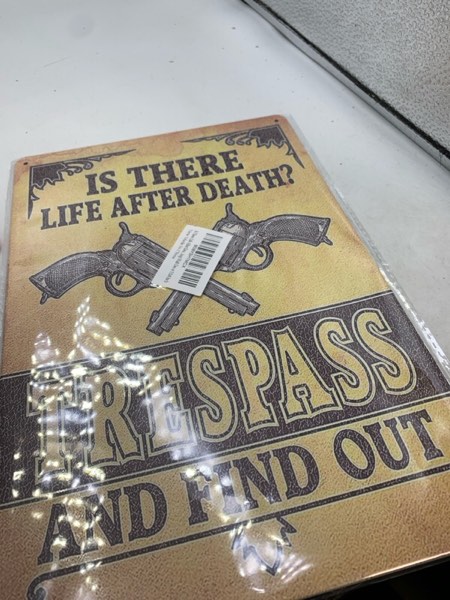 IS THERE
LIFE AFTER DEATH?
TRESPASS
AND FIND OUT